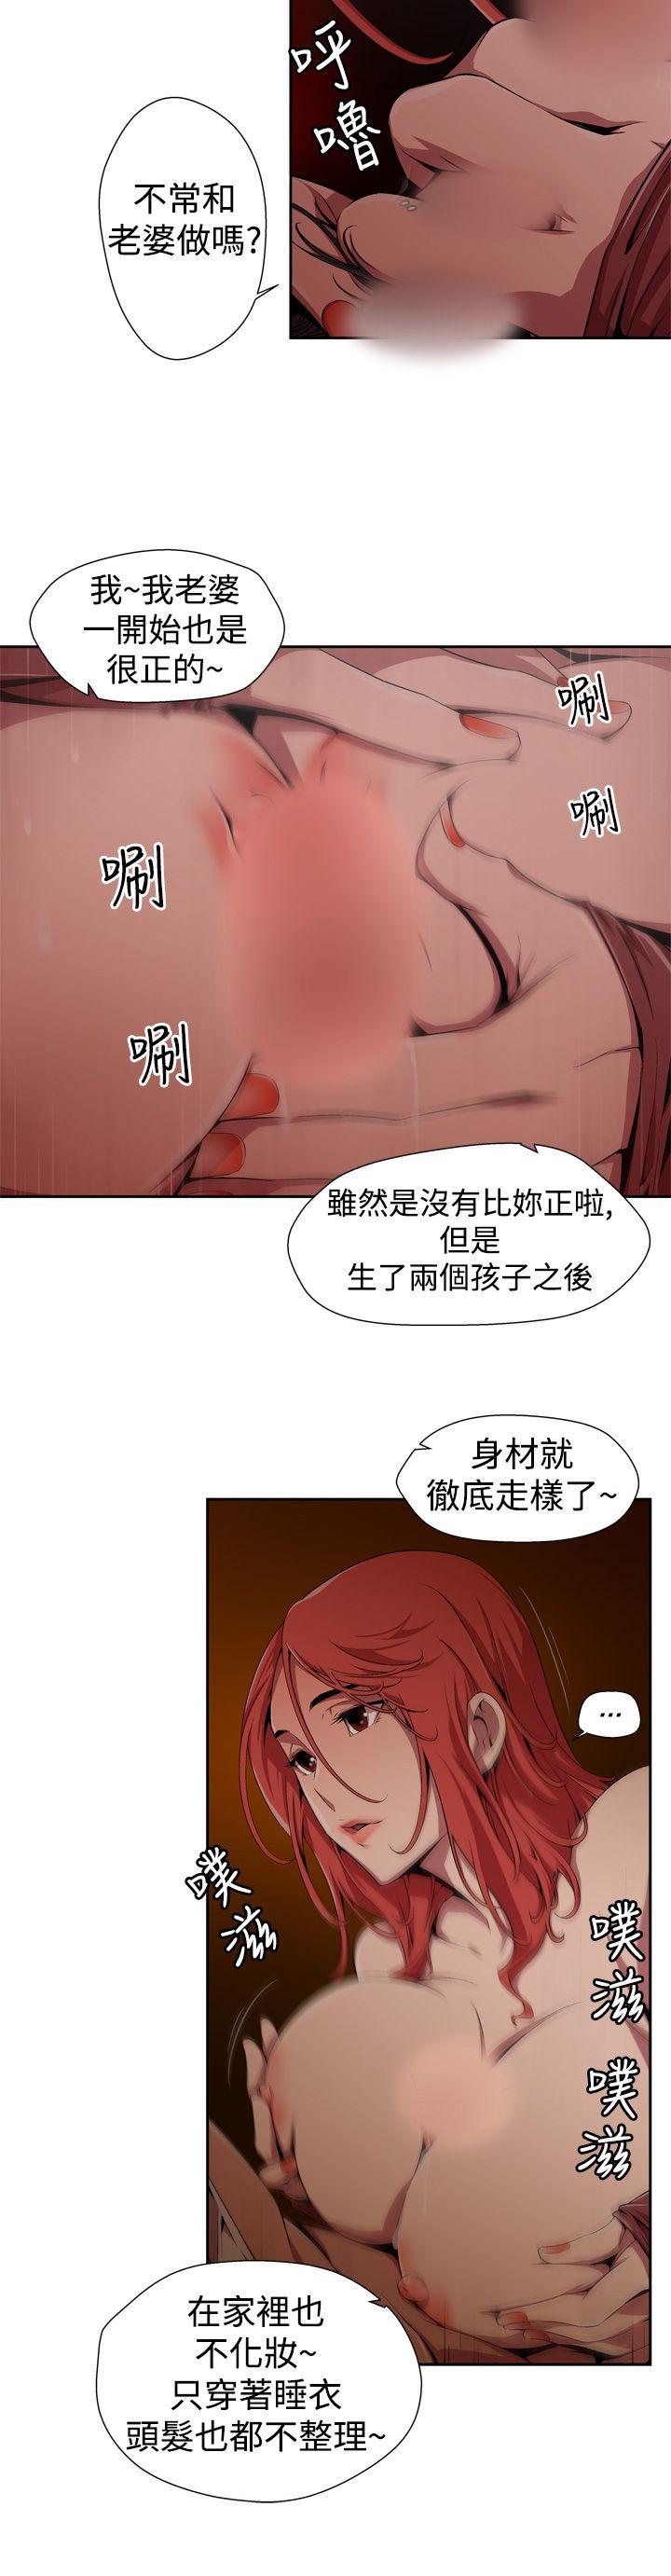 呼
嚕
不常和
老婆做嗎?
我~我老婆
一開始也是
很正的~
唰
唰
唰
唰
雖然是沒有比妳正啦,
但是
生了兩個孩子之後
身材就
徹底走樣了~
...
噗
滋
噗
滋
噗
滋
在家裡也
不化妝~
只穿著睡衣
頭髮也都不整理~